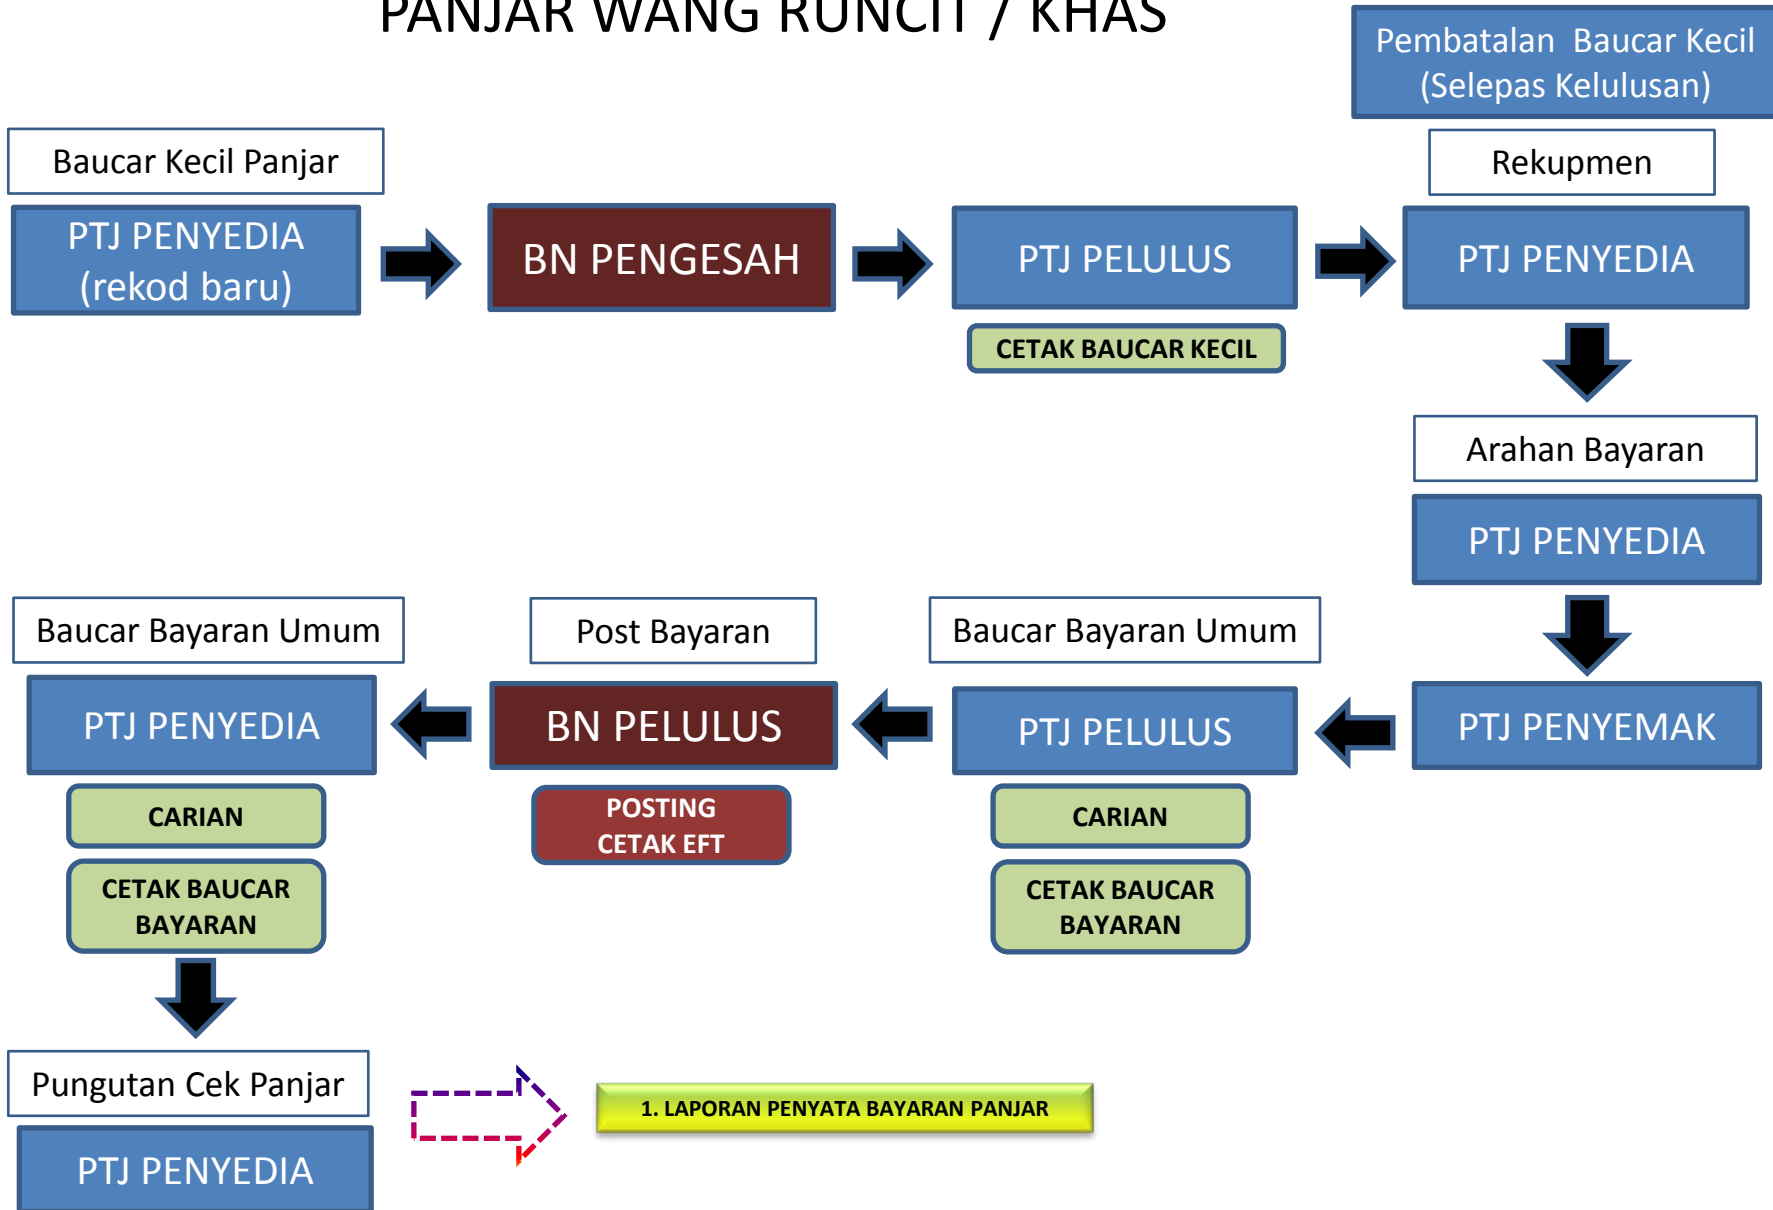 PANJAR WANG RUNCIT / KHAS
Pembatalan Baucar Kecil
(Selepas Kelulusan)
Baucar Kecil Panjar
Rekupmen
PTJ PENYEDIA
(rekod baru)
BN PENGESAH
PTJ PELULUS
PTJ PENYEDIA
CETAK BAUCAR KECIL
Arahan Bayaran
PTJ PENYEDIA
Baucar Bayaran Umum
Post Bayaran
Baucar Bayaran Umum
PTJ PENYEDIA
BN PELULUS
PTJ PELULUS
PTJ PENYEMAK
CARIAN
POSTING
CETAK EFT
CARIAN
CETAK BAUCAR
BAYARAN
CETAK BAUCAR
BAYARAN
Pungutan Cek Panjar
1. LAPORAN PENYATA BAYARAN PANJAR
PTJ PENYEDIA